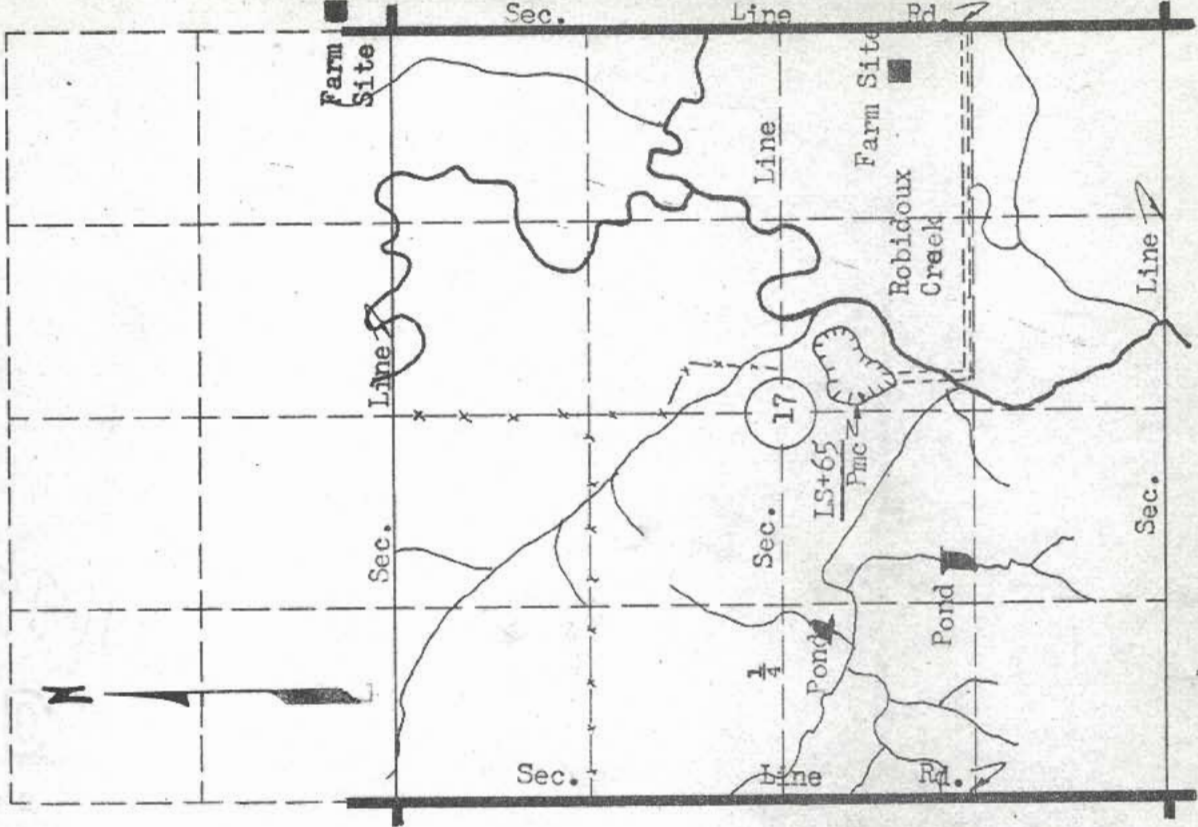 Sec. Line Rd.
Farm
Site
Farm Site
Line
Line
Robidoux
Creek
Line
17
LS+65
Pmc
Sec.
Sec.
Sec.
Pond
Pond
1/4
N
Sec. Line Rd.